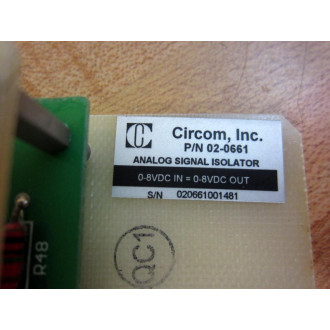 Circom, Inc.
P/N 02-0661
ANALOG SIGNAL ISOLATOR
0-8VDC IN = 0-8VDC OUT
S/N 020661001481
QC1
R48